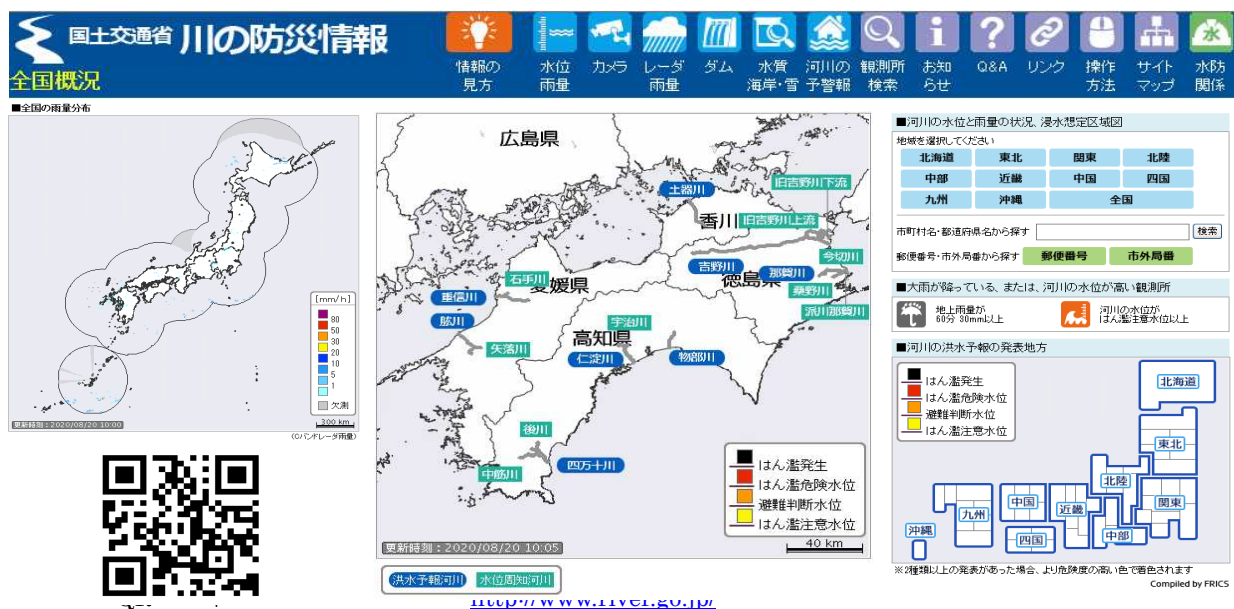 国土交通省 川の防災情報
全国概況
情報の見方
水位雨量
カメラ
レーダ雨量
ダム
水質海岸・雪
河川の予警報
観測所検索
お知らせ
Q&A
リンク
操作方法
サイトマップ
水防関係
■全国の雨量分布
[mm/h]
80
50
30
20
10
5
1
欠測
300 km
更新時刻：2020/08/20 10:00
(Cバンドレーダ雨量)
広島県
土器川
旧吉野川下流
香川
旧吉野川上流
今切川
吉野川
那賀川
石手川
愛媛県
徳島県
桑野川
重信川
派川那賀川
肱川
宇治川
高知県
矢落川
仁淀川
物部川
後川
中筋川
四万十川
はん濫発生
はん濫危険水位
避難判断水位
はん濫注意水位
更新時刻：2020/08/20 10:05
40 km
洪水予報河川
水位周知河川
http://www.river.go.jp/
■河川の水位と雨量の状況、浸水想定区域図
地域を選択してください
北海道 東北 関東 北陸
中部 近畿 中国 四国
九州 沖縄 全国
市町村名・都道府県名から探す 検索
郵便番号・市外局番から探す 郵便番号 市外局番
■大雨が降っている、または、河川の水位が高い観測所
地上雨量が
60分 30mm以上
河川の水位が
はん濫注意水位以上
■河川の洪水予報の発表地方
はん濫発生
はん濫危険水位
避難判断水位
はん濫注意水位
北海道
東北
北陸
関東
中国
近畿
九州
沖縄
四国
中部
※2種類以上の発表があった場合、より危険度の高い色で着色されます
Compiled by FRICS